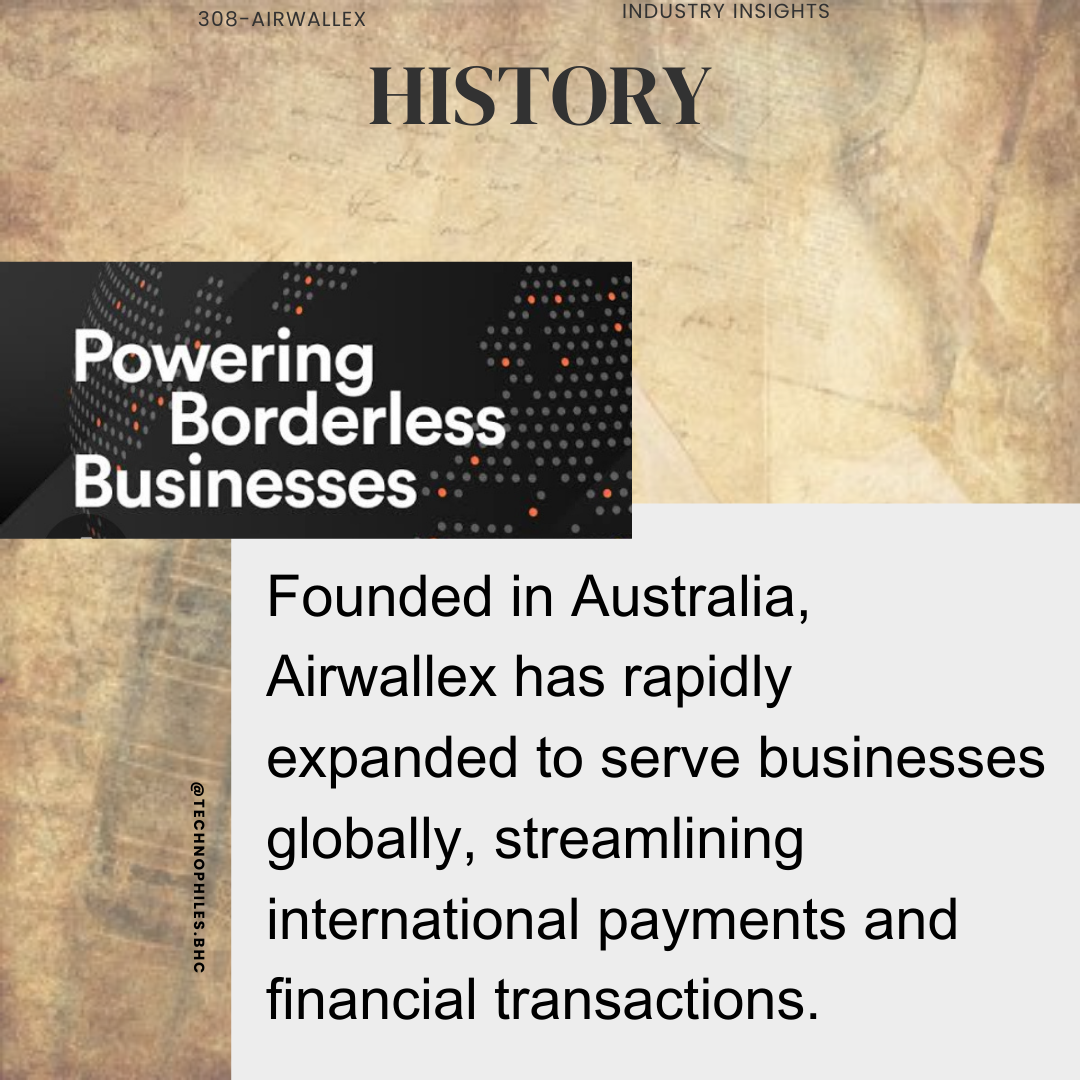 308-AIRWALLEX
INDUSTRY INSIGHTS
HISTORY
Powering
Borderless
Businesses
Founded in Australia,
Airwallex has rapidly
expanded to serve businesses
globally, streamlining
international payments and
financial transactions.
@TECHNOPHILES.BHC